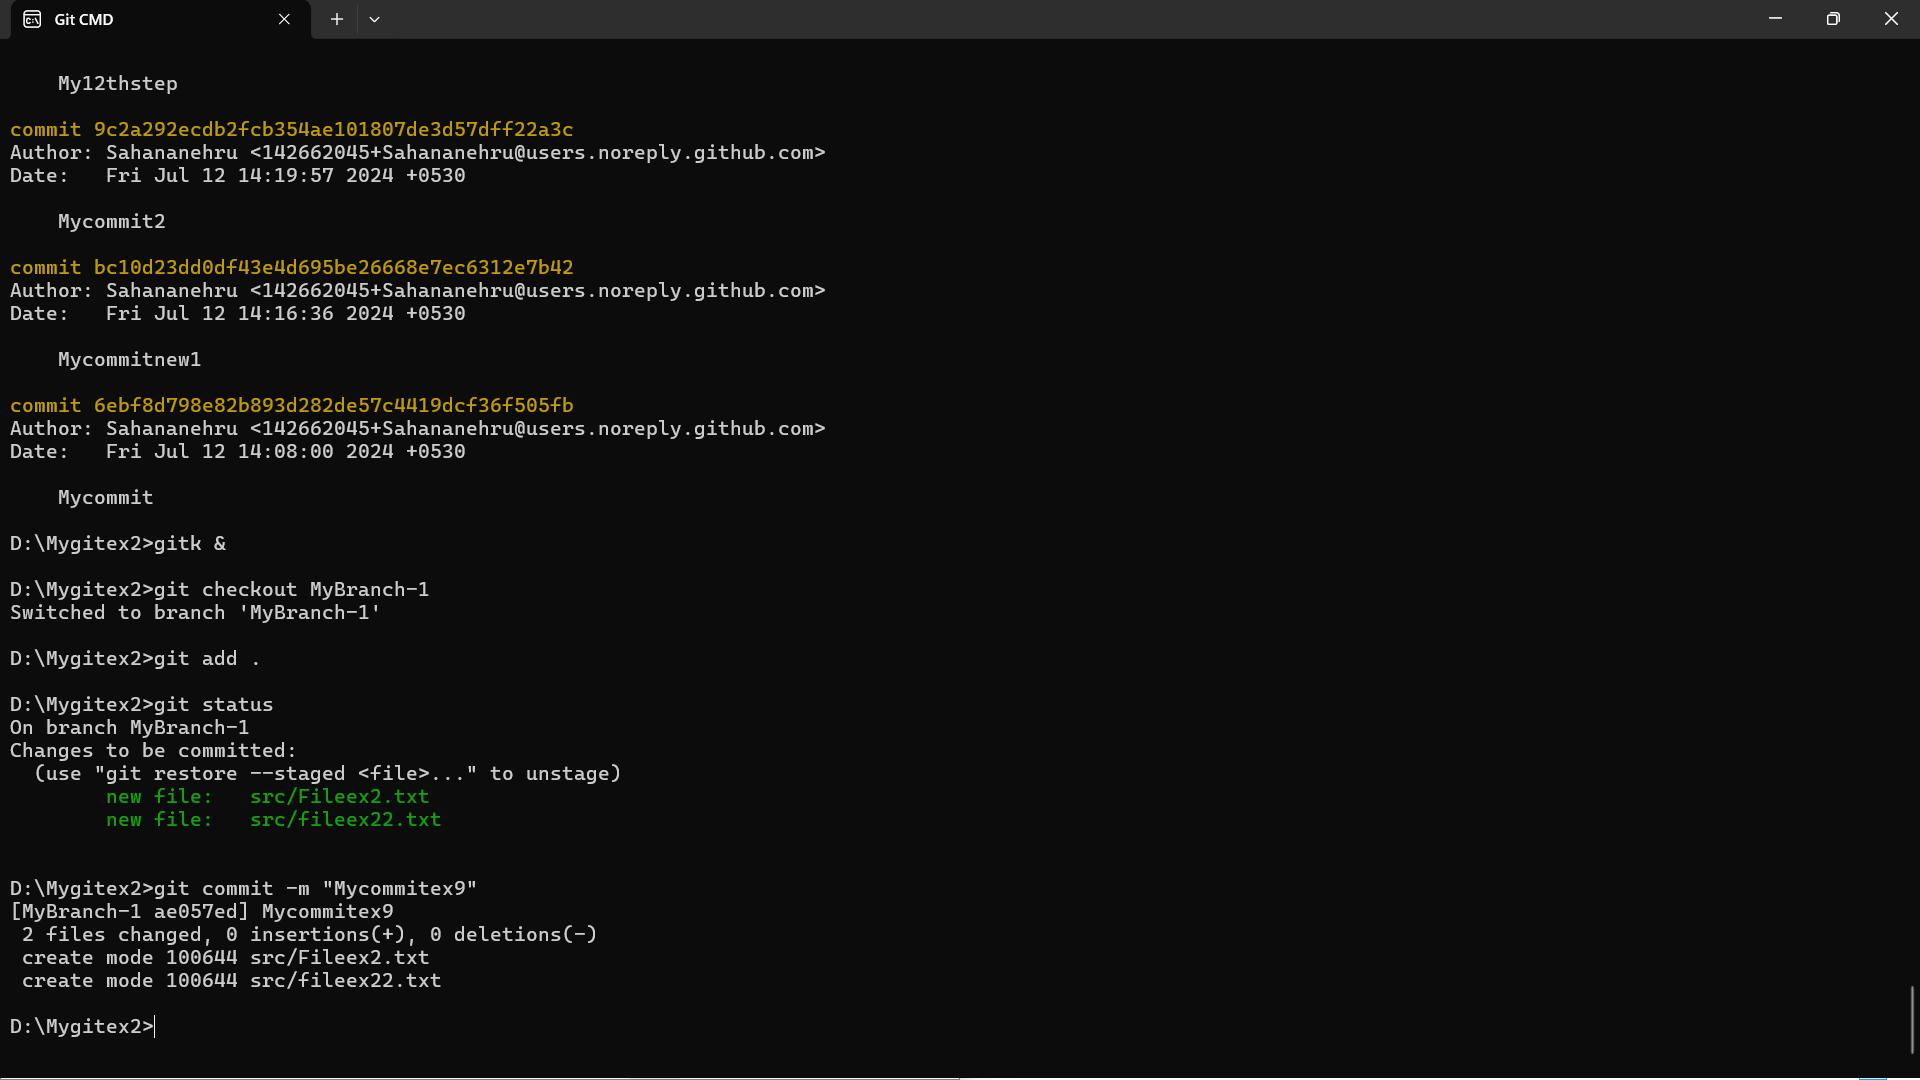 Git CMD
My12thstep
commit 9c2a292ecdb2fcb354ae101807de3d57dff22a3c
Author: Sahananehru <142662045+Sahananehru@users.noreply.github.com>
Date:   Fri Jul 12 14:19:57 2024 +0530
Mycommit2
commit bc10d23dd0df43e4d695be26668e7ec6312e7b42
Author: Sahananehru <142662045+Sahananehru@users.noreply.github.com>
Date:   Fri Jul 12 14:16:36 2024 +0530
Mycommitnew1
commit 6ebf8d798e82b893d282de57c4419dcf36f505fb
Author: Sahananehru <142662045+Sahananehru@users.noreply.github.com>
Date:   Fri Jul 12 14:08:00 2024 +0530
Mycommit
D:\Mygitex2>gitk &
D:\Mygitex2>git checkout MyBranch-1
Switched to branch 'MyBranch-1'
D:\Mygitex2>git add .
D:\Mygitex2>git status
On branch MyBranch-1
Changes to be committed:
  (use "git restore --staged <file>..." to unstage)
        new file:   src/Fileex2.txt
        new file:   src/fileex22.txt
D:\Mygitex2>git commit -m "Mycommitex9"
[MyBranch-1 ae057ed] Mycommitex9
 2 files changed, 0 insertions(+), 0 deletions(-)
 create mode 100644 src/Fileex2.txt
 create mode 100644 src/fileex22.txt
D:\Mygitex2>